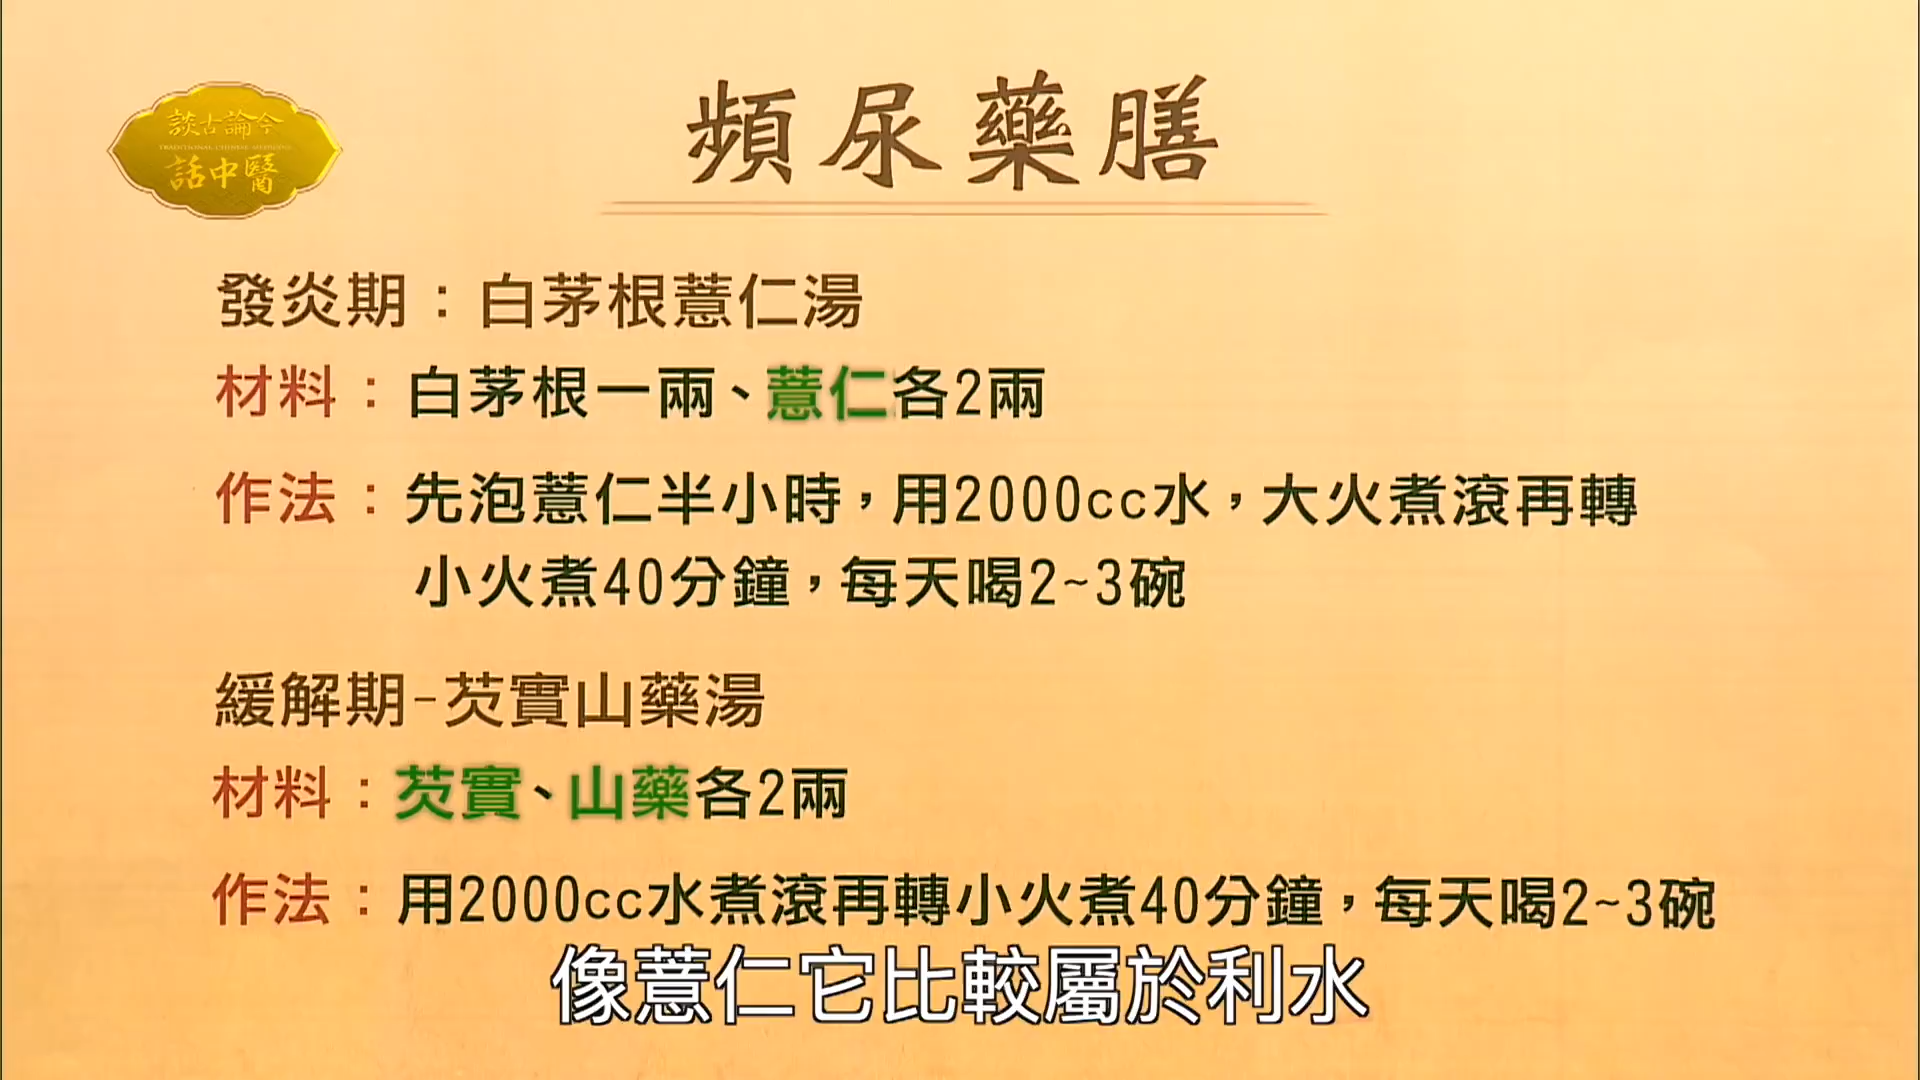 談古論今
TRADITIONAL CHINESE MEDICINE
話中醫
頻尿藥膳
發炎期：白茅根薏仁湯
材料：白茅根一兩、薏仁各2兩
作法：先泡薏仁半小時，用2000cc水，大火煮滾再轉
小火煮40分鐘，每天喝2~3碗
緩解期-芡實山藥湯
材料：芡實、山藥各2兩
作法：用2000cc水煮滾再轉小火煮40分鐘，每天喝2~3碗
像薏仁它比較屬於利水